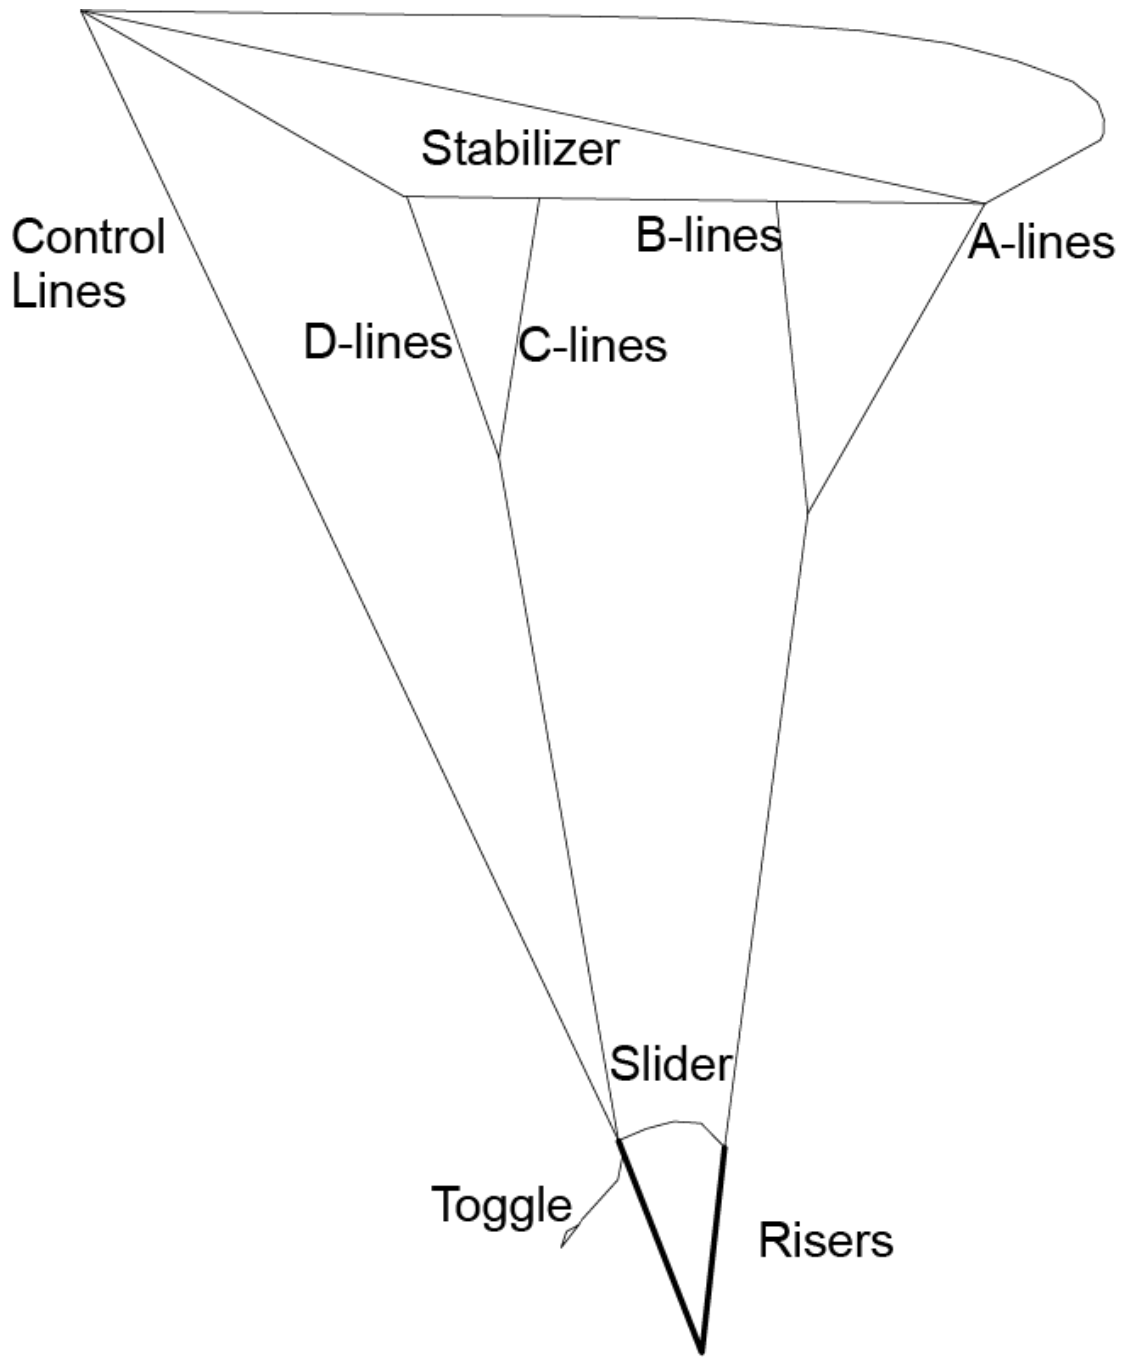 Stabilizer
Control
Lines
B-lines
A-lines
D-lines
C-lines
Slider
Toggle
Risers